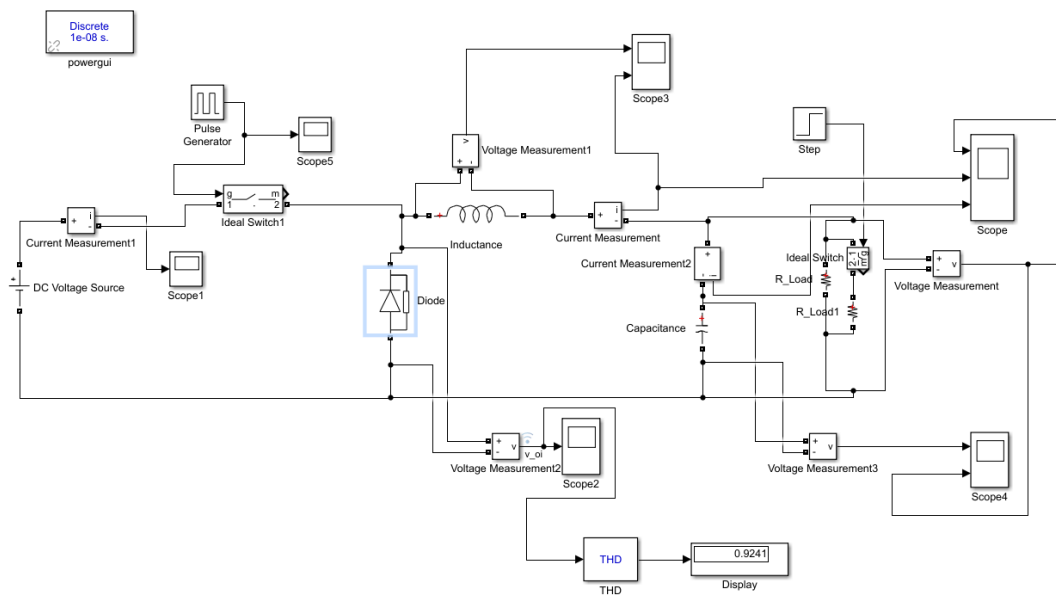 Discrete
1e-08 s.
powergui
Pulse
Generator
Scope5
Scope3
Voltage Measurement1
Step
Scope
g
m
1
2
Ideal Switch1
+
-
i
Current Measurement1
Scope1
DC Voltage Source
Inductance
+
-
i
Current Measurement
Current Measurement2
Ideal Switch
R_Load
R_Load1
+
-
v
Voltage Measurement
Diode
Capacitance
+
-
v
v_oi
Voltage Measurement2
Scope2
+
-
v
Voltage Measurement3
Scope4
THD
THD
0.9241
Display